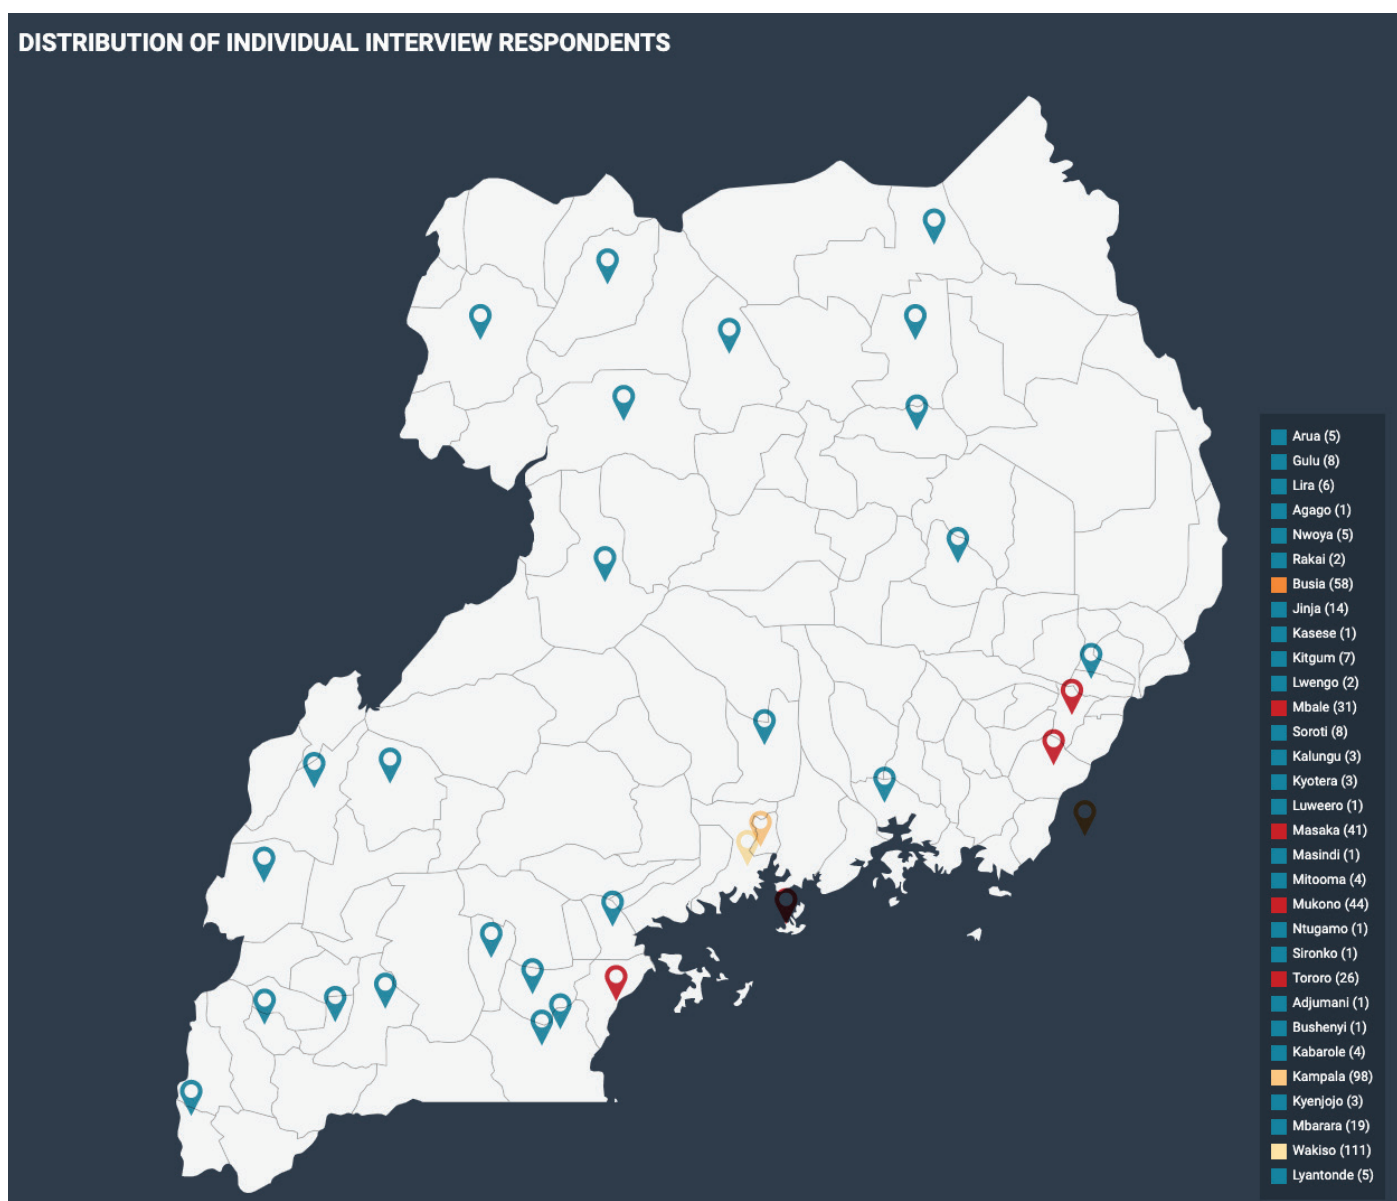 DISTRIBUTION OF INDIVIDUAL INTERVIEW RESPONDENTS
Arua (5)
Gulu (8)
Lira (6)
Agago (1)
Nwoya (5)
Rakai (2)
Busia (58)
Jinja (14)
Kasese (1)
Kitgum (7)
Lwengo (2)
Mbale (31)
Soroti (8)
Kalungu (3)
Kyotera (3)
Luweero (1)
Masaka (41)
Masindi (1)
Mitooma (4)
Mukono (44)
Ntugamo (1)
Sironko (1)
Tororo (26)
Adjumani (1)
Bushenyi (1)
Kabarole (4)
Kampala (98)
Kyenjojo (3)
Mbarara (19)
Wakiso (111)
Lyantonde (5)